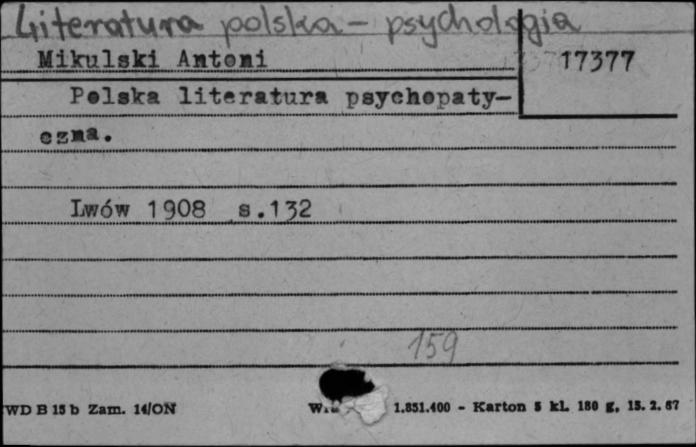 Literatura polska - psychologia
Mikulski Antoni
17377
Polska literatura psychopaty-
czna.
Lwów 1908 s.132
159
WD B 15 b Zam. 14/ON
1.851.400 - Karton 5 kl. 180 g, 15. 2. 67